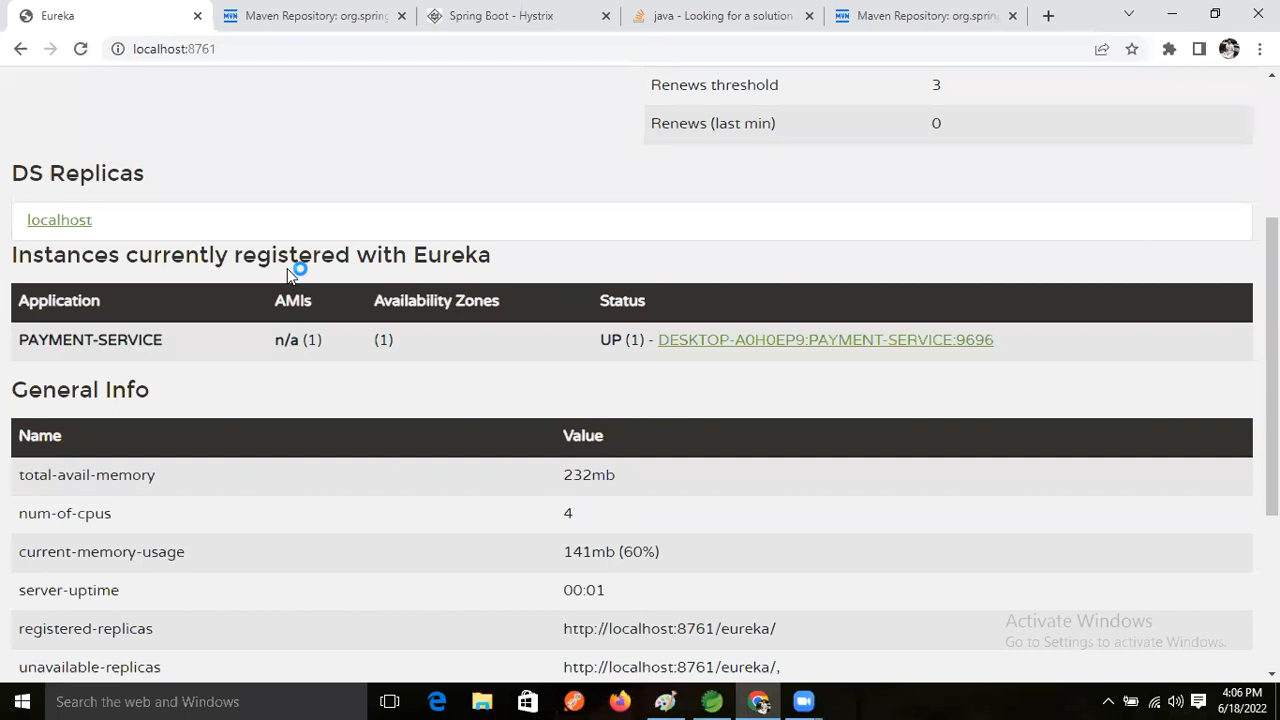 Eureka
Maven Repository: org.spring
Spring Boot - Hystrix
java - Looking for a solution
Maven Repository: org.spring
localhost:8761
Renews threshold 3
Renews (last min) 0
DS Replicas
localhost
Instances currently registered with Eureka
Application AMIs Availability Zones Status
PAYMENT-SERVICE n/a (1) (1) UP (1) - DESKTOP-A0H0EP9:PAYMENT-SERVICE:9696
General Info
Name Value
total-avail-memory 232mb
num-of-cpus 4
current-memory-usage 141mb (60%)
server-uptime 00:01
registered-replicas http://localhost:8761/eureka/
unavailable-replicas http://localhost:8761/eureka/,
Activate Windows
Go to Settings to activate Windows.
Search the web and Windows
4:06 PM
6/18/2022